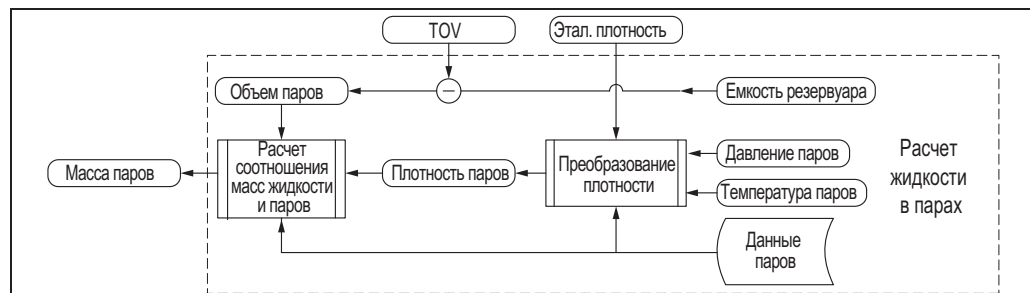 TOV
Этал. плотность
Объем паров
Емкость резервуара
Расчет
соотношения
масс жидкости
и паров
Масса паров
Плотность паров
Преобразование
плотности
Давление паров
Температура паров
Данные
паров
Расчет
жидкости
в парах